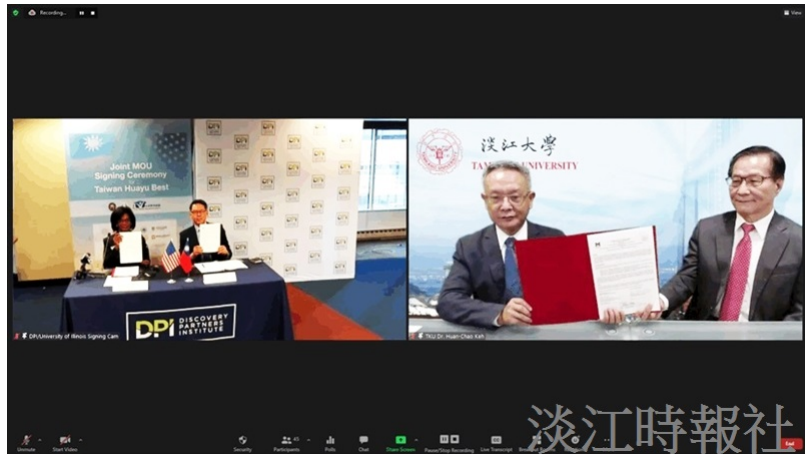 Recording...
View
Joint MOU
Signing Ceremony
Taiwan Huayu Best
DPI
DISCOVERY
PARTNERS
INSTITUTE
DPI/University of Illinois Signing Cam
淡江大學
TAMKANG UNIVERSITY
TKU Dr. Huan-Chao Keh
Unmute
Start Video
Security
Participants
45
Polls
Chat
Share Screen
Pause/Stop Recording
Live Transcript
End
淡江時報社